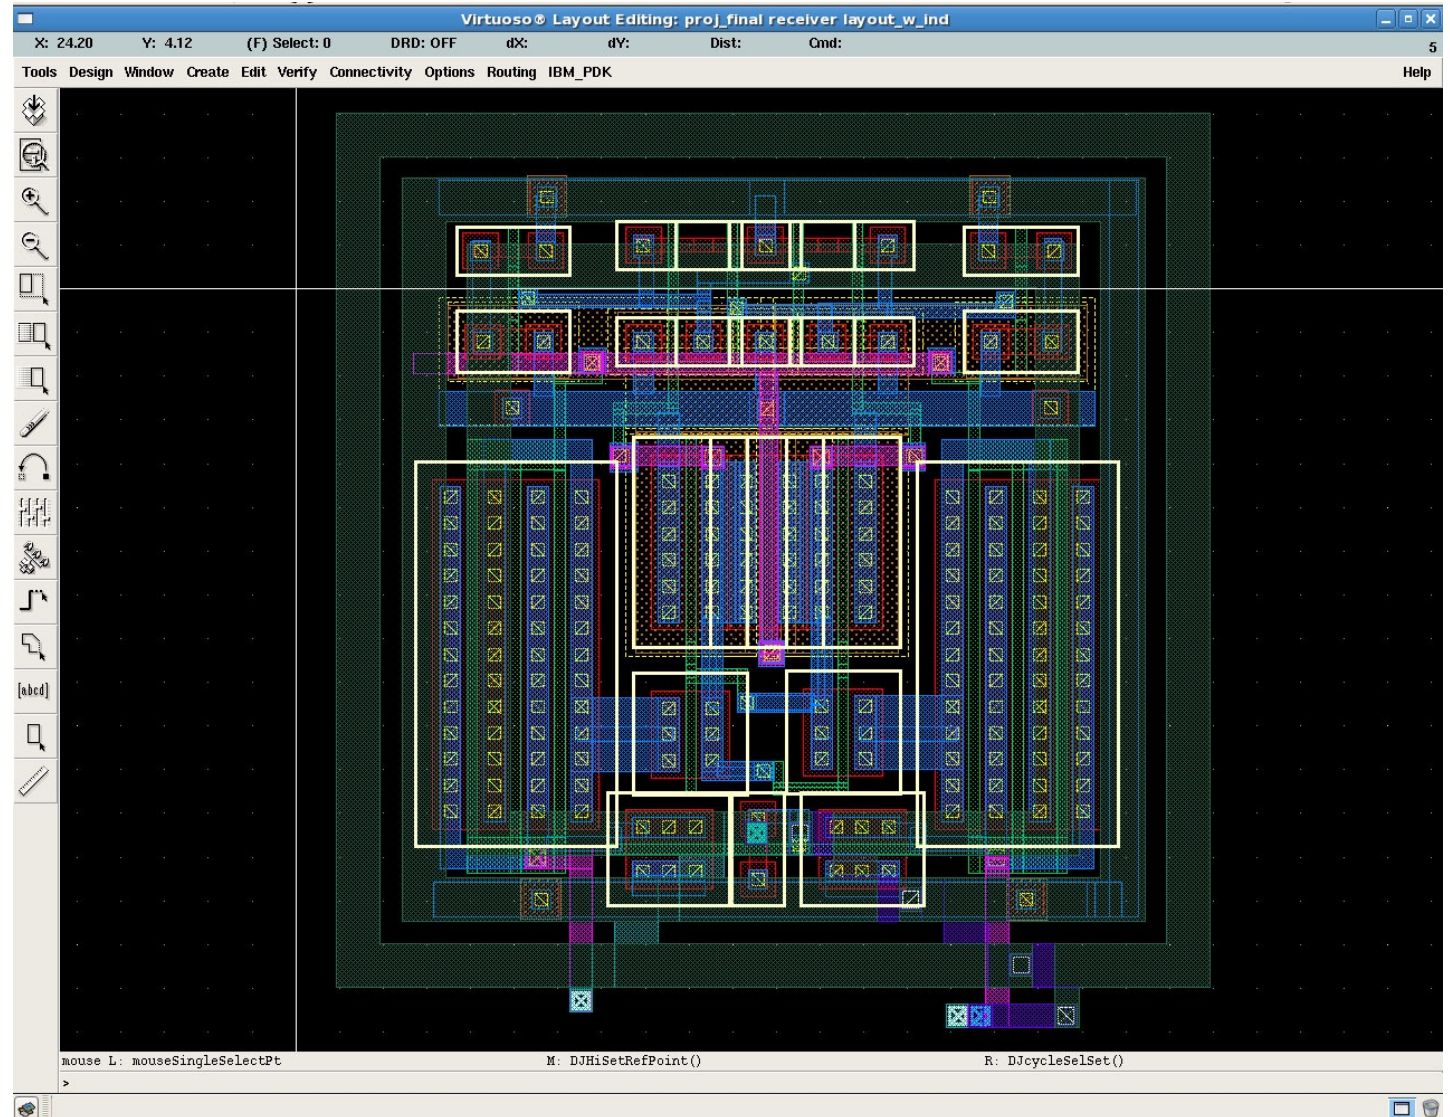 Virtuoso® Layout Editing: proj_final receiver layout_w_ind
X: 24.20 Y: 4.12 (F) Select: 0 DRD: OFF dX: dY: Dist: Cmd:
5
Tools Design Window Create Edit Verify Connectivity Options Routing IBM_PDK Help
[abcd]
mouse L: mouseSingleSelectPt M: DJHiSetRefPoint() R: DJcycleSelSet()
>